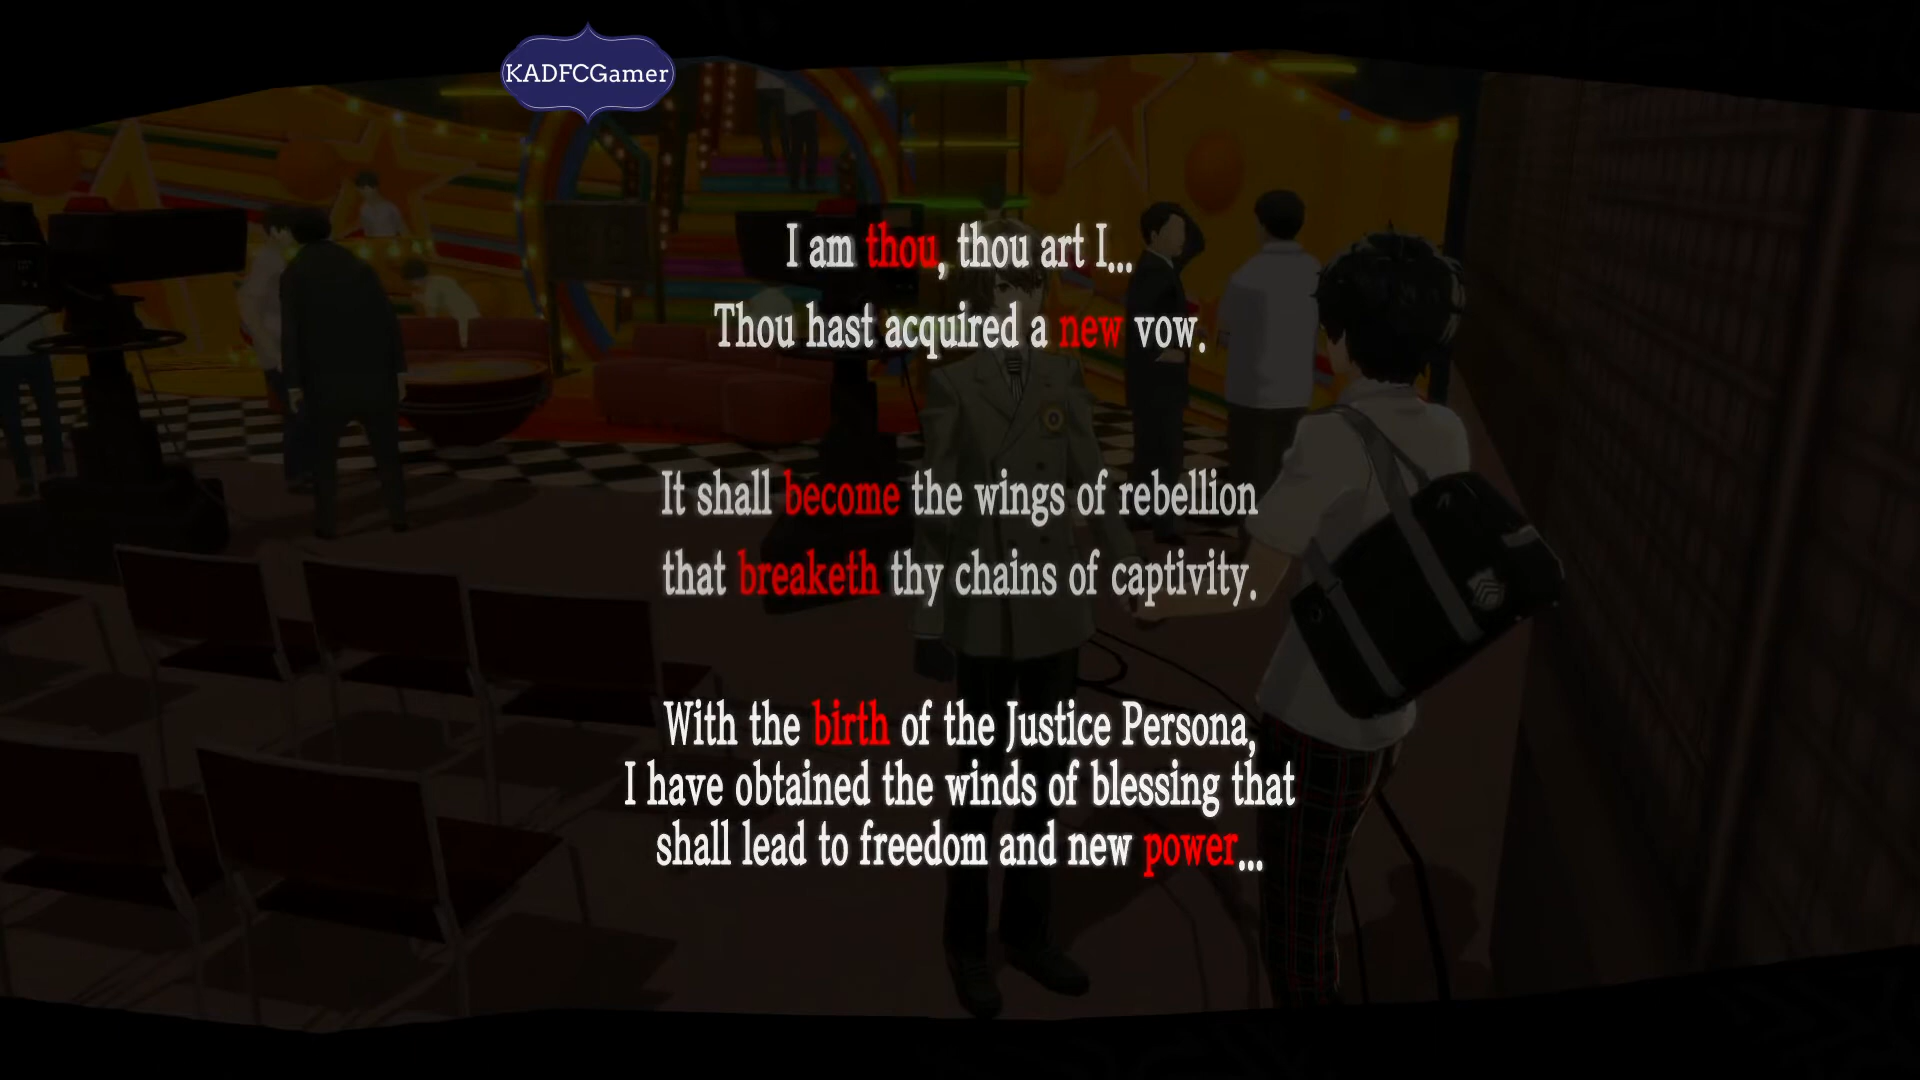 KADFCGamer
I am thou, thou art I...
Thou hast acquired a new vow.
It shall become the wings of rebellion
that breaketh thy chains of captivity.
With the birth of the Justice Persona,
I have obtained the winds of blessing that
shall lead to freedom and new power...